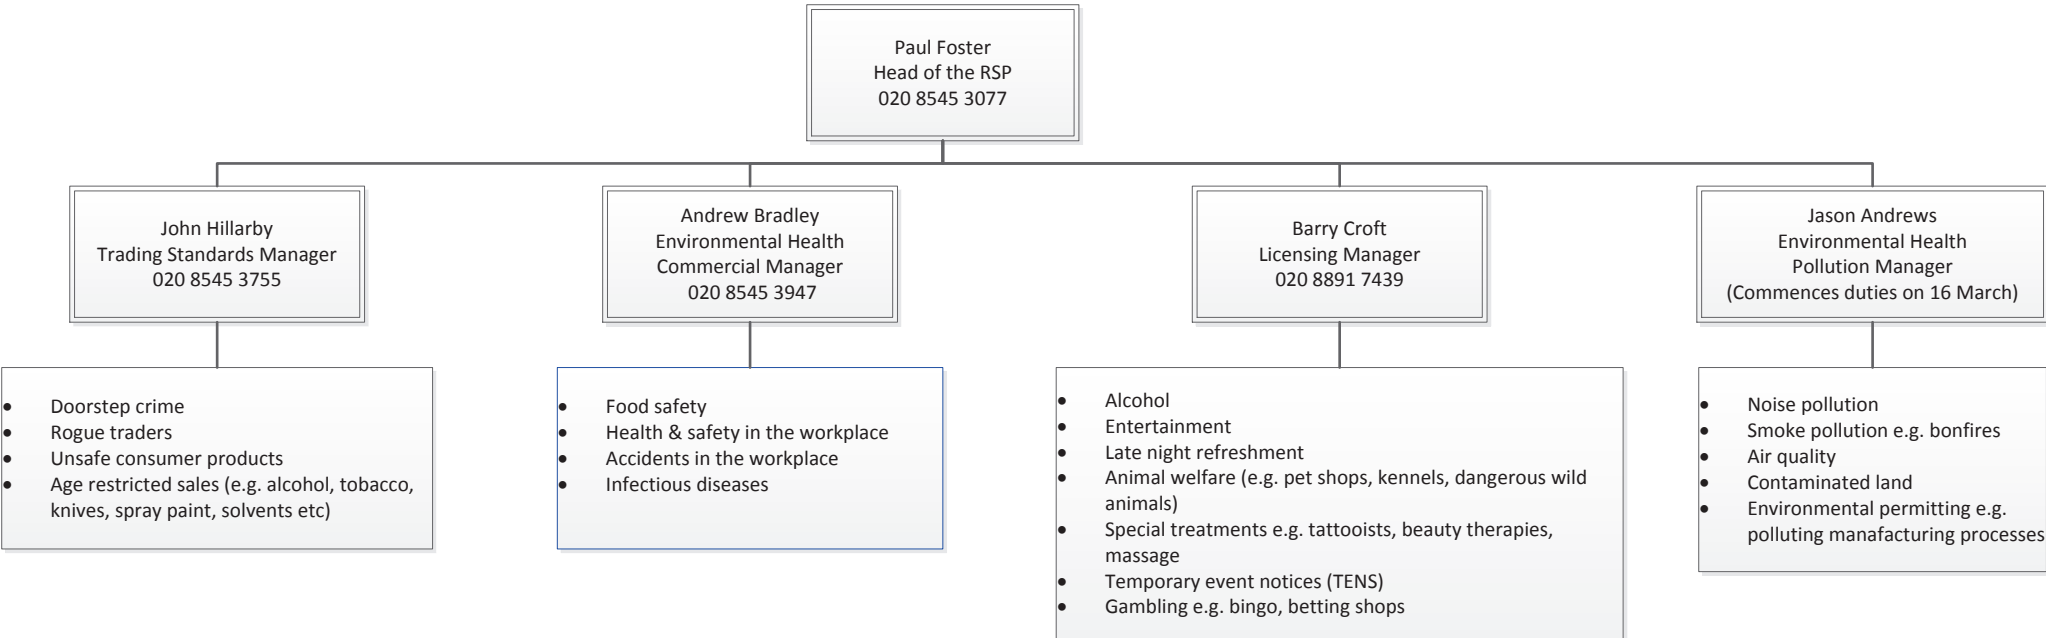 Paul Foster
Head of the RSP
020 8545 3077
John Hillarby
Trading Standards Manager
020 8545 3755
Andrew Bradley
Environmental Health
Commercial Manager
020 8545 3947
Barry Croft
Licensing Manager
020 8891 7439
Jason Andrews
Environmental Health
Pollution Manager
(Commences duties on 16 March)
• Doorstep crime
• Rogue traders
• Unsafe consumer products
• Age restricted sales (e.g. alcohol, tobacco,
knives, spray paint, solvents etc)
• Food safety
• Health & safety in the workplace
• Accidents in the workplace
• Infectious diseases
• Alcohol
• Entertainment
• Late night refreshment
• Animal welfare (e.g. pet shops, kennels, dangerous wild
animals)
• Special treatments e.g. tattooists, beauty therapies,
massage
• Temporary event notices (TENS)
• Gambling e.g. bingo, betting shops
• Noise pollution
• Smoke pollution e.g. bonfires
• Air quality
• Contaminated land
• Environmental permitting e.g.
polluting manafacturing processes